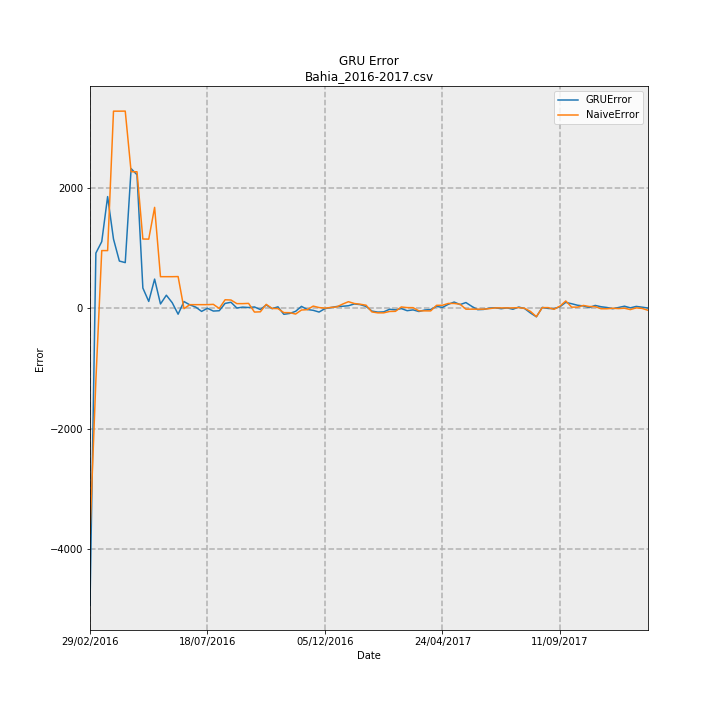 GRU Error
Bahia_2016-2017.csv
GRUError
NaiveError
2000
0
−2000
−4000
Error
29/02/2016
18/07/2016
05/12/2016
24/04/2017
11/09/2017
Date